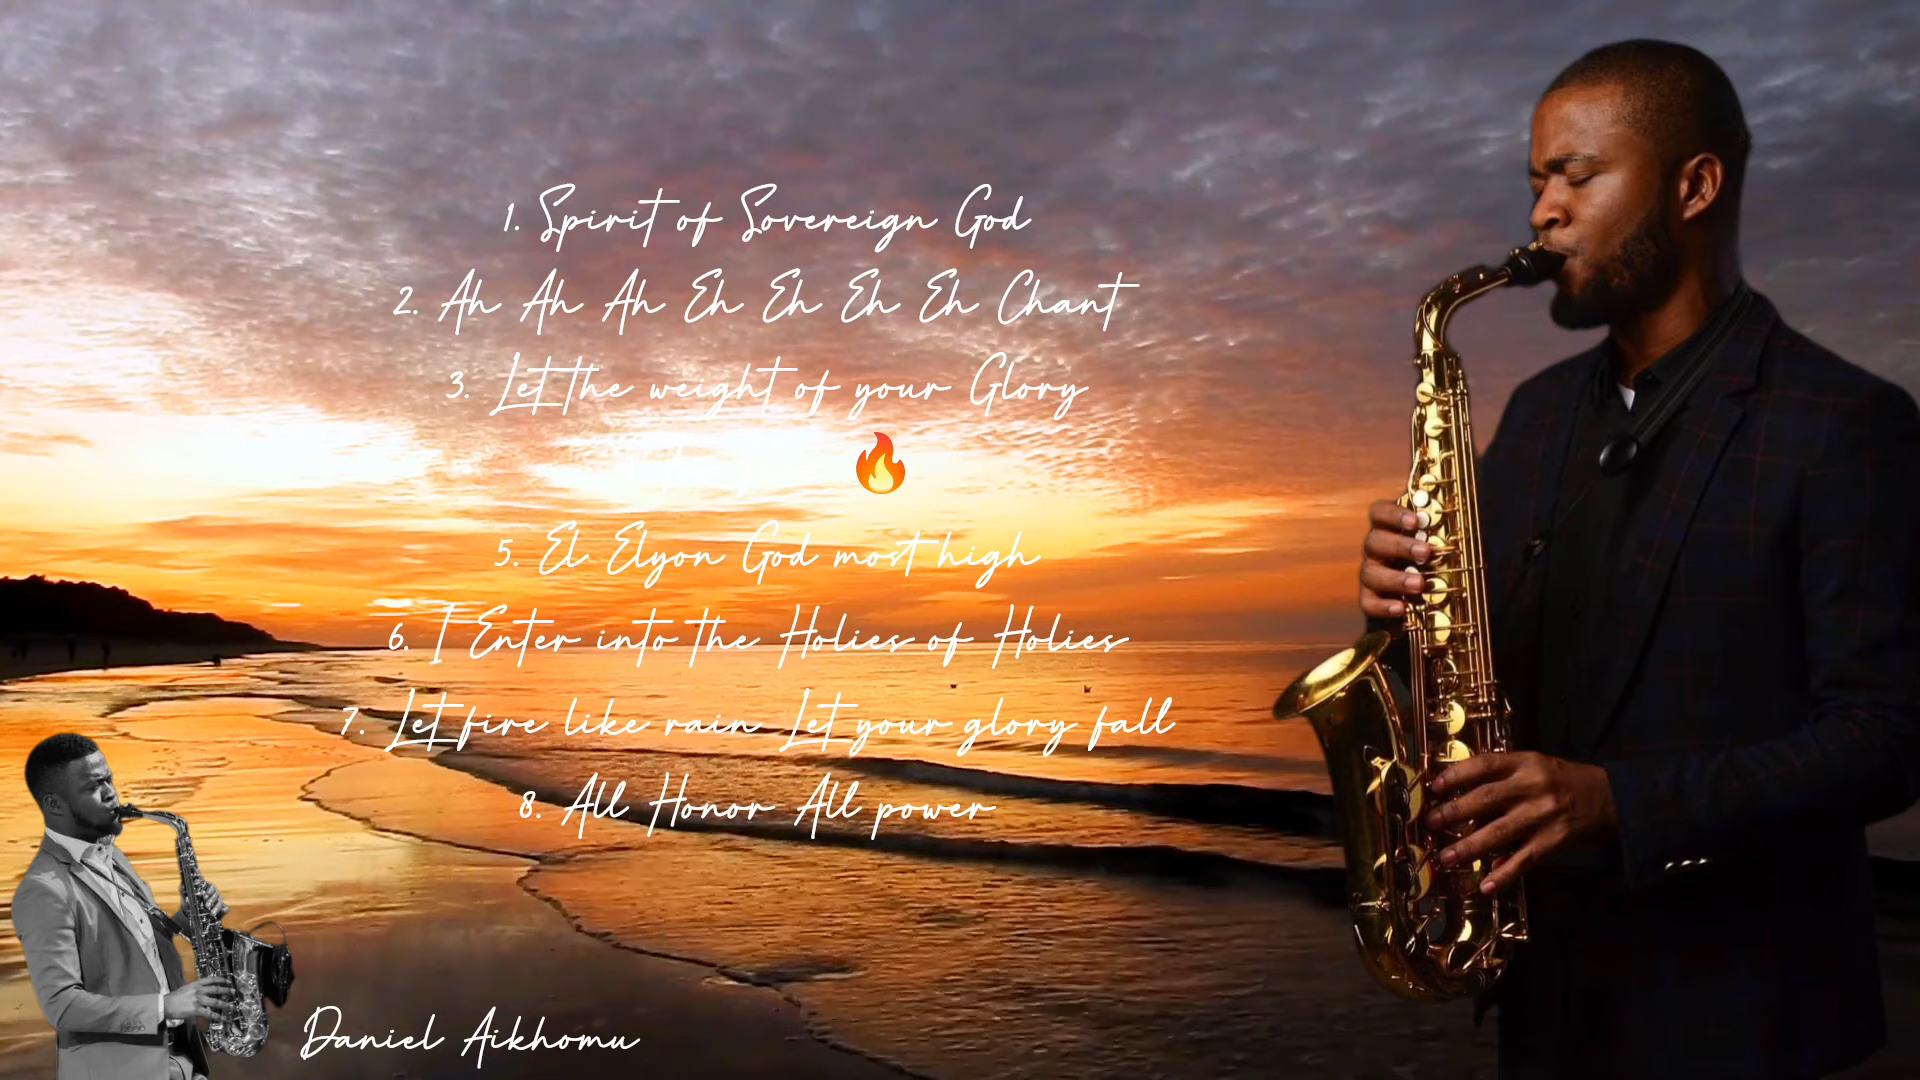 1. Spirit of Sovereign God
2. Ah Ah Ah Eh Eh Eh Eh Chant
3. Let the weight of your Glory
🔥
5. El Elyon God most high
6. I Enter into the Holies of Holies
7. Let fire like rain Let your glory fall
8. All Honor All power
Daniel Aikhomu